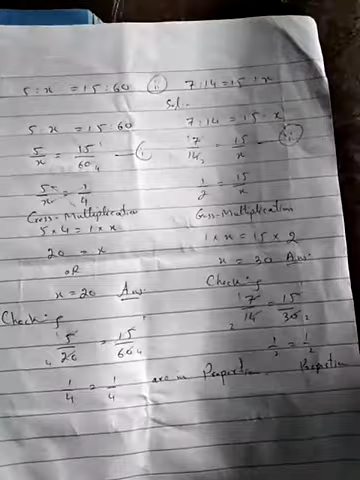 5 : x = 15 : 60
5 : x = 15 : 60
5/x = 15/60 — (i)
5/x = 1/4
Cross-Multiplication
5 x 4 = 1 x x
20 = x
OR
x = 20 Ans:
Check:
5/20 = 15/60
1/4 = 1/4 are in Proportion.
(ii) 7 : 14 = 15 : x
Sol:-
7 : 14 = 15 : x
7/14 = 15/x — (ii)
1/2 = 15/x
Cross-Multiplication
1 x x = 15 x 2
x = 30 Ans:
Check:
7/14 = 15/30
1/2 = 1/2
Proportion